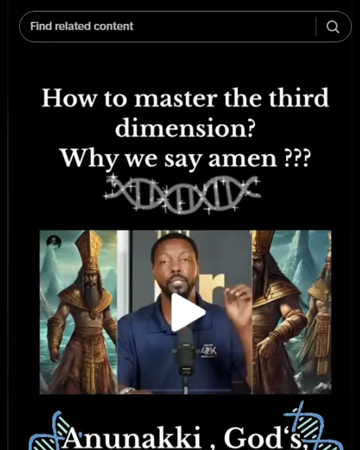 Find related content
How to master the third
dimension?
Why we say amen ???
Anunakki , God's,